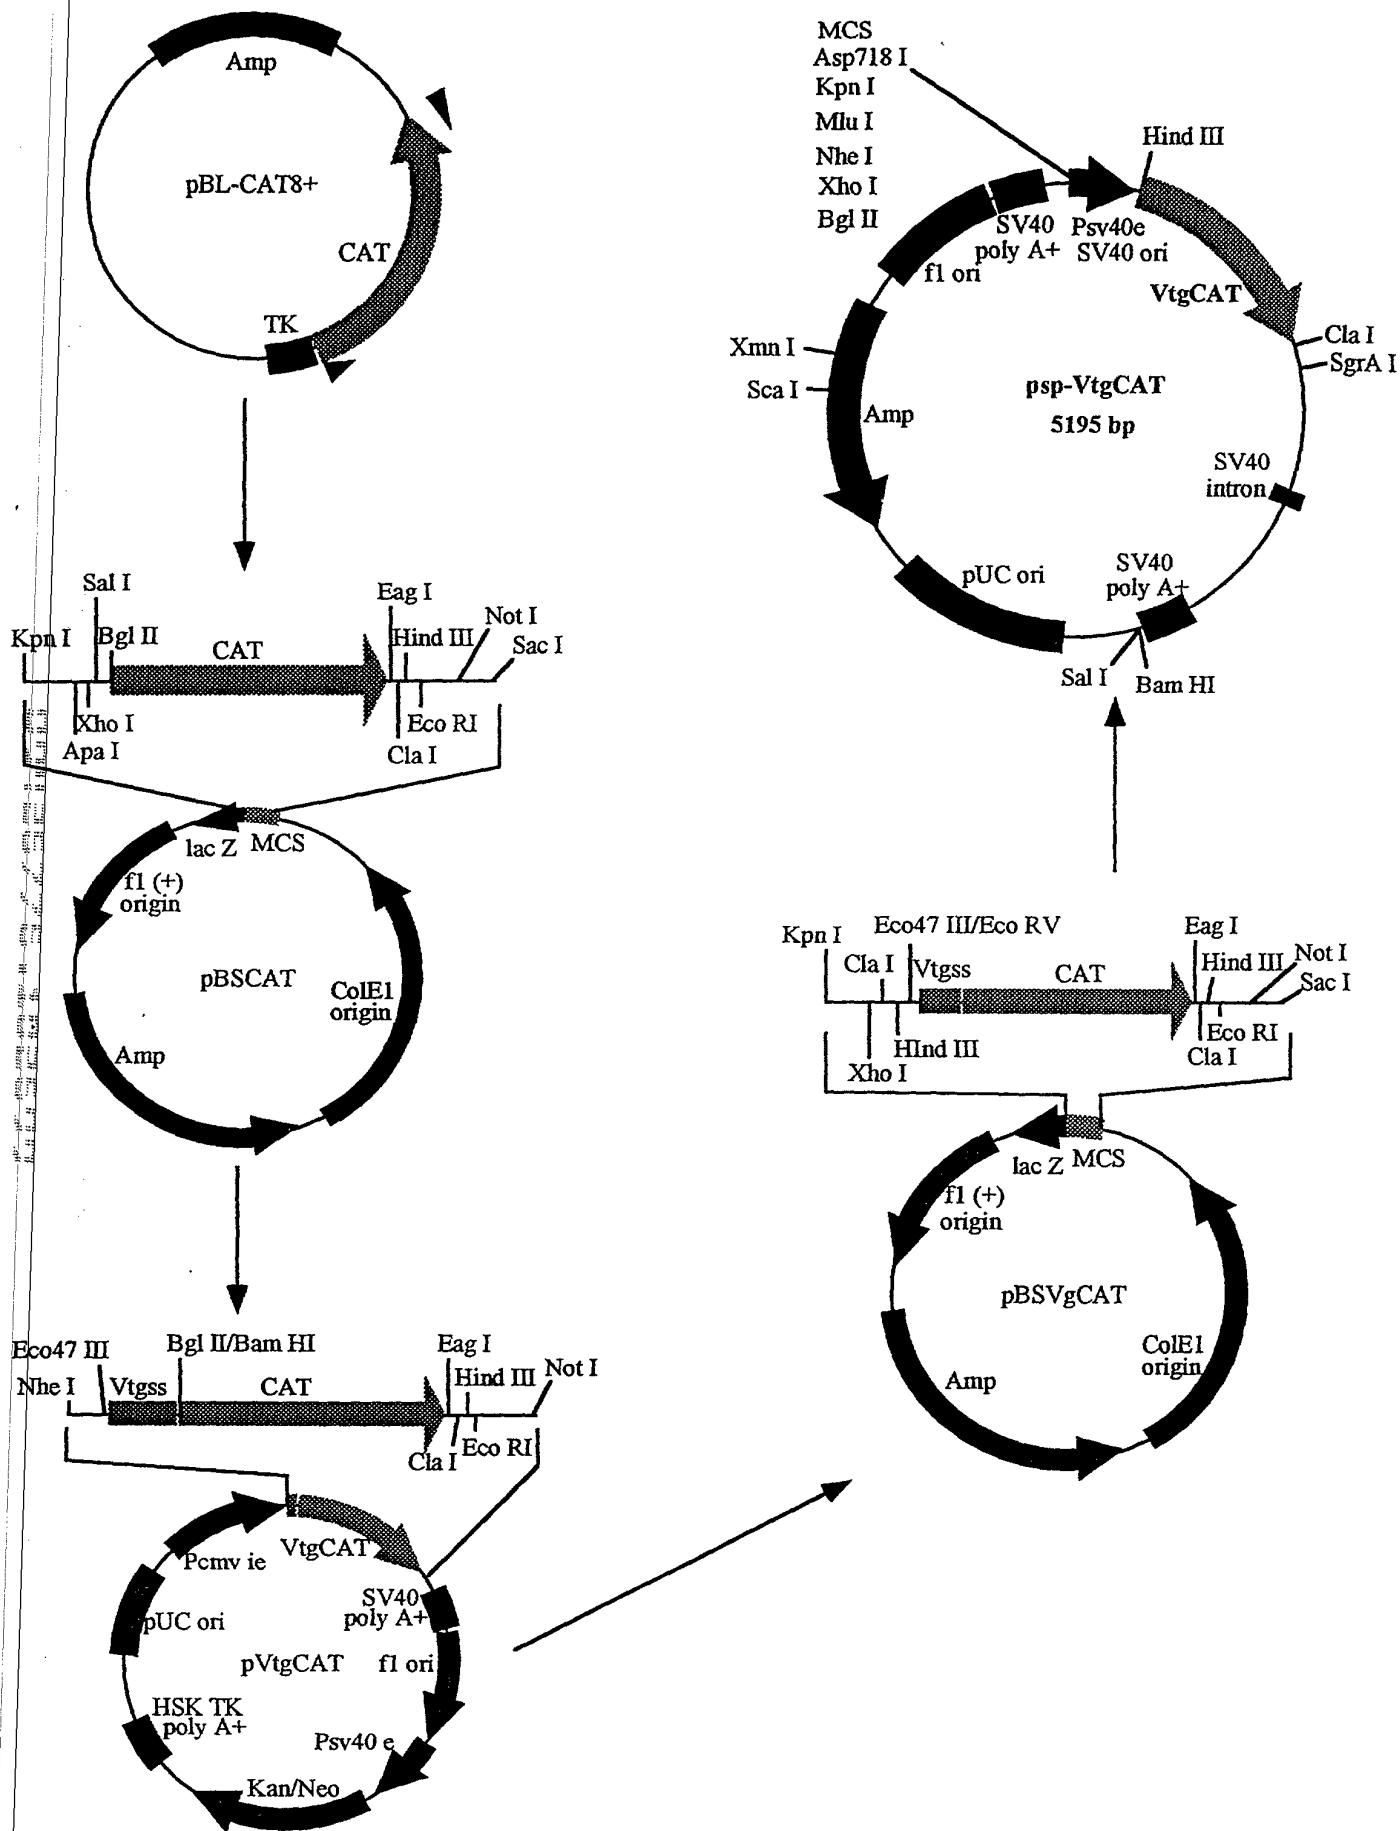 Amp
pBL-CAT8+
CAT
TK
Sal I
Eag I
Not I
Kpn I
Bgl II
CAT
Hind III
Sac I
Xho I
Eco RI
Apa I
Cla I
lac Z
MCS
f1 (+)
origin
pBSCAT
ColE1
origin
Amp
Eco47 III
Bgl II/Bam HI
Eag I
Not I
Nhe I
Vtgss
CAT
Hind III
Cla I
Eco RI
Pcmv ie
VtgCAT
pUC ori
SV40
poly A+
pVtgCAT
f1 ori
HSK TK
poly A+
Psv40 e
Kan/Neo
MCS
Asp718 I
Kpn I
Mlu I
Nhe I
Xho I
Bgl II
Hind III
SV40
poly A+
Psv40e
SV40 ori
f1 ori
VtgCAT
Cla I
SgrA I
Xmn I
Sca I
psp-VtgCAT
5195 bp
Amp
SV40
intron
pUC ori
SV40
poly A+
Sal I
Bam HI
Kpn I
Eco47 III/Eco RV
Eag I
Cla I
Vtgss
CAT
Hind III
Not I
Sac I
HInd III
Eco RI
Xho I
Cla I
lac Z
MCS
f1 (+)
origin
pBSVgCAT
ColE1
origin
Amp